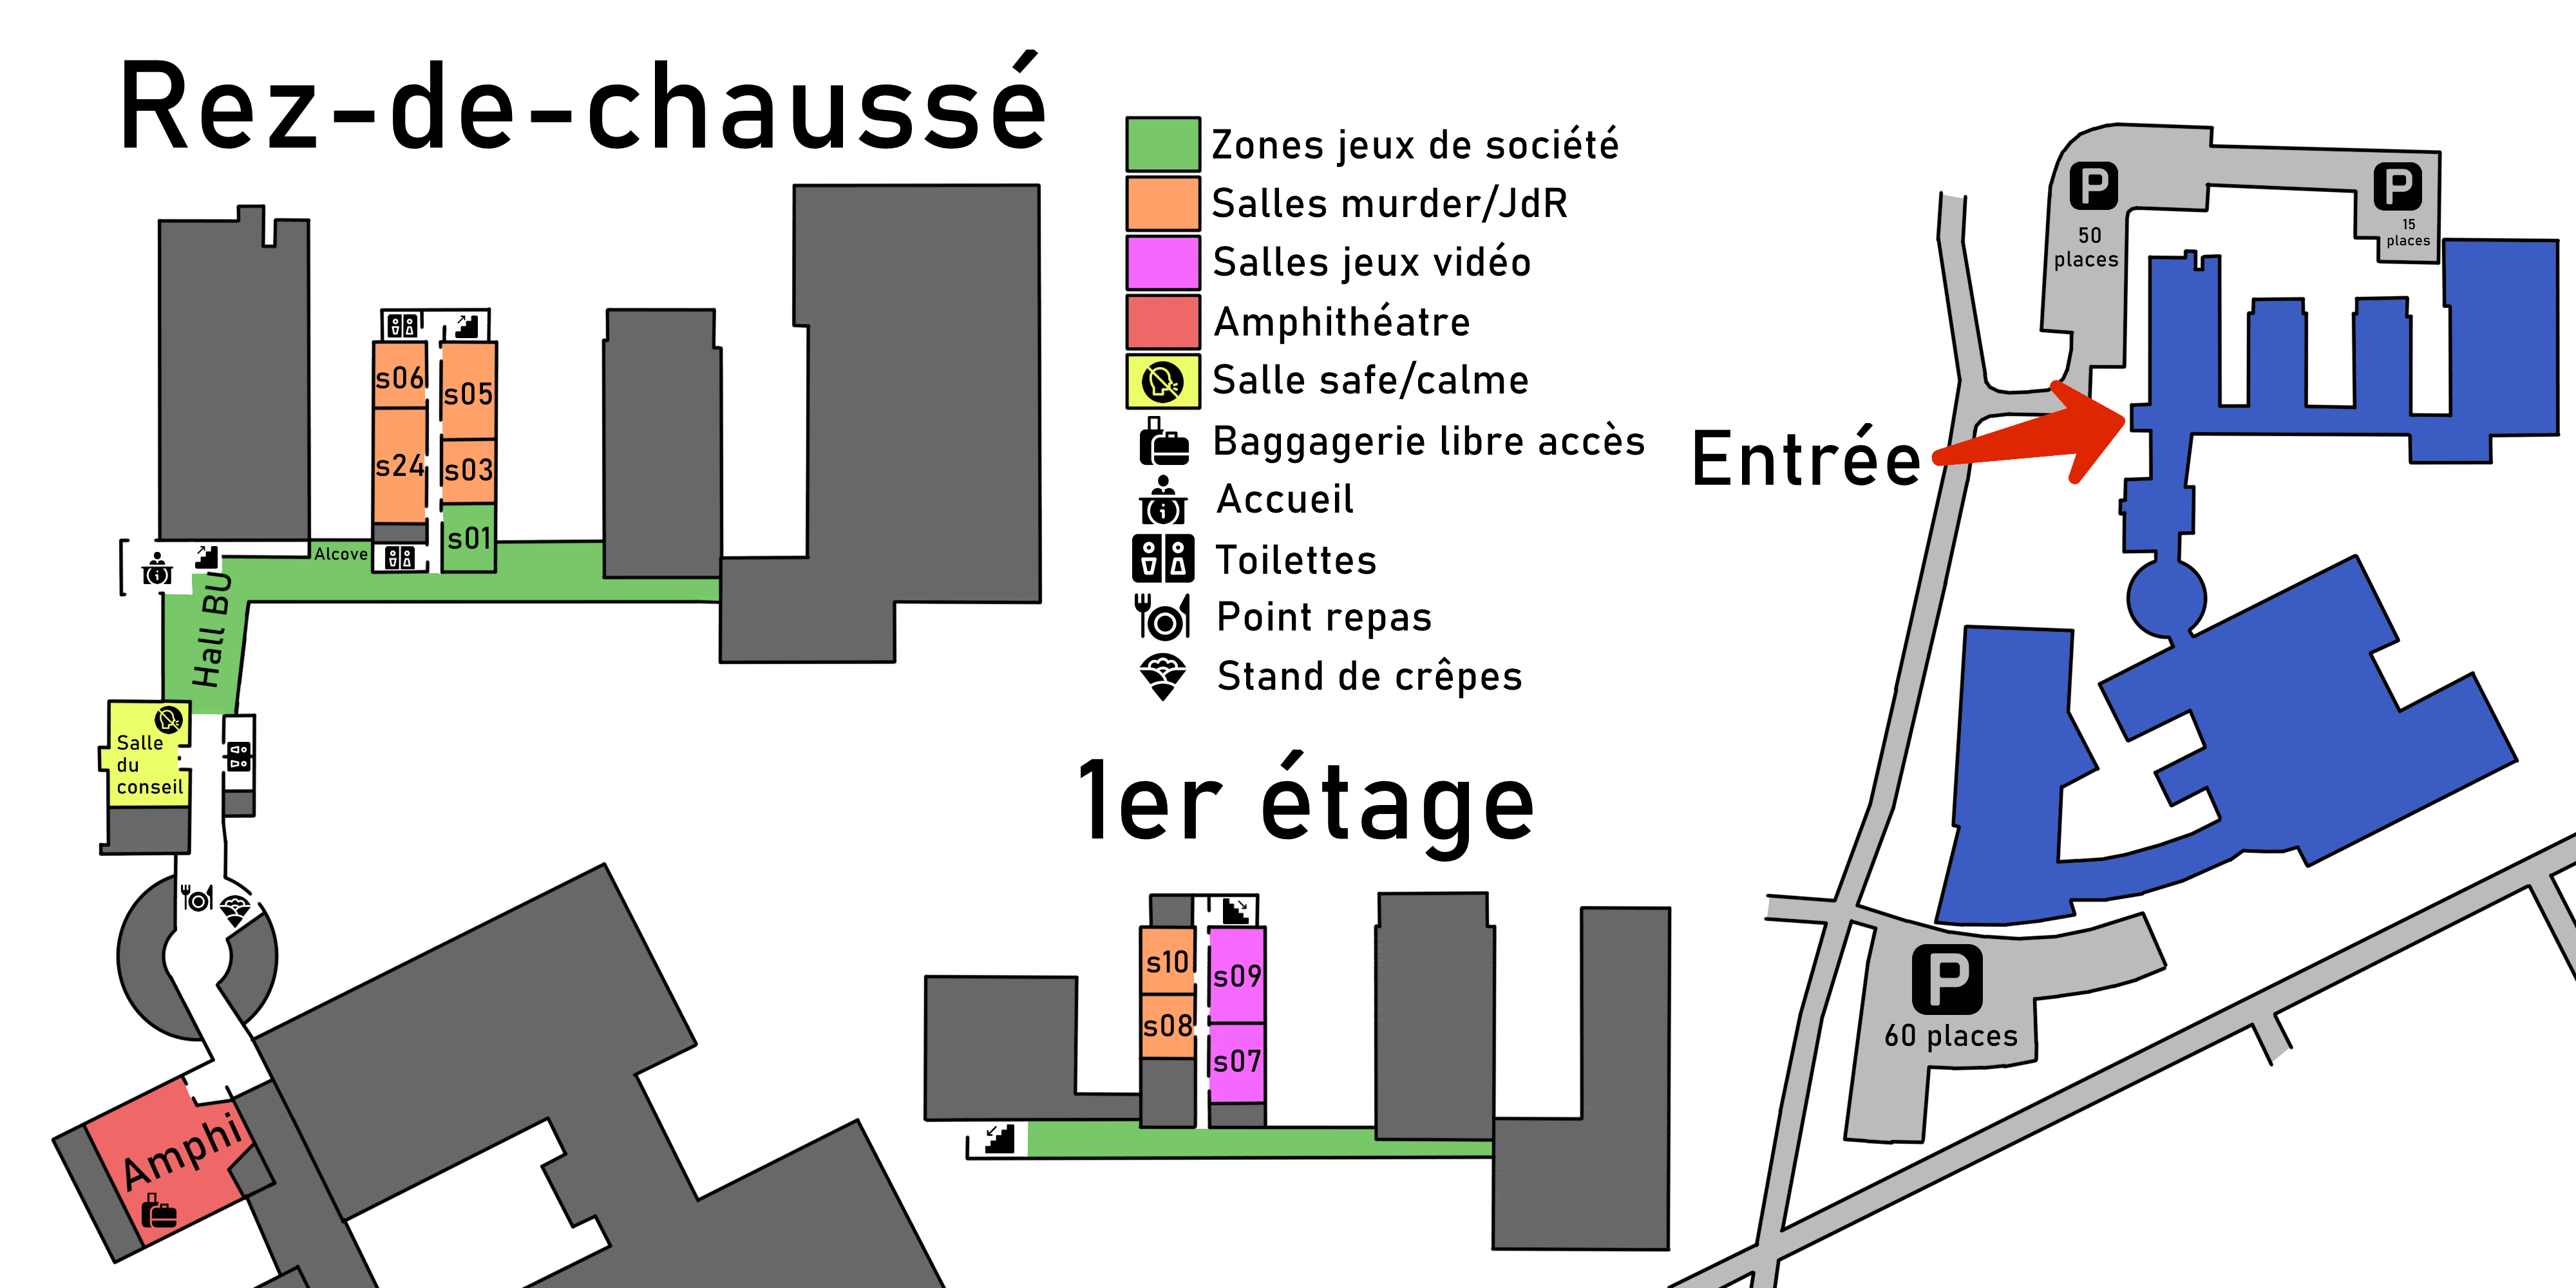 Rez-de-chaussé
s06
s05
s24
s03
s01
Alcove
Hall BU
Salle
du
conseil
Amphi
Zones jeux de société
Salles murder/JdR
Salles jeux vidéo
Amphithéatre
Salle safe/calme
Baggagerie libre accès
Accueil
Toilettes
Point repas
Stand de crêpes
1er étage
s10
s09
s08
s07
P
50
places
P
15
places
Entrée
P
60 places